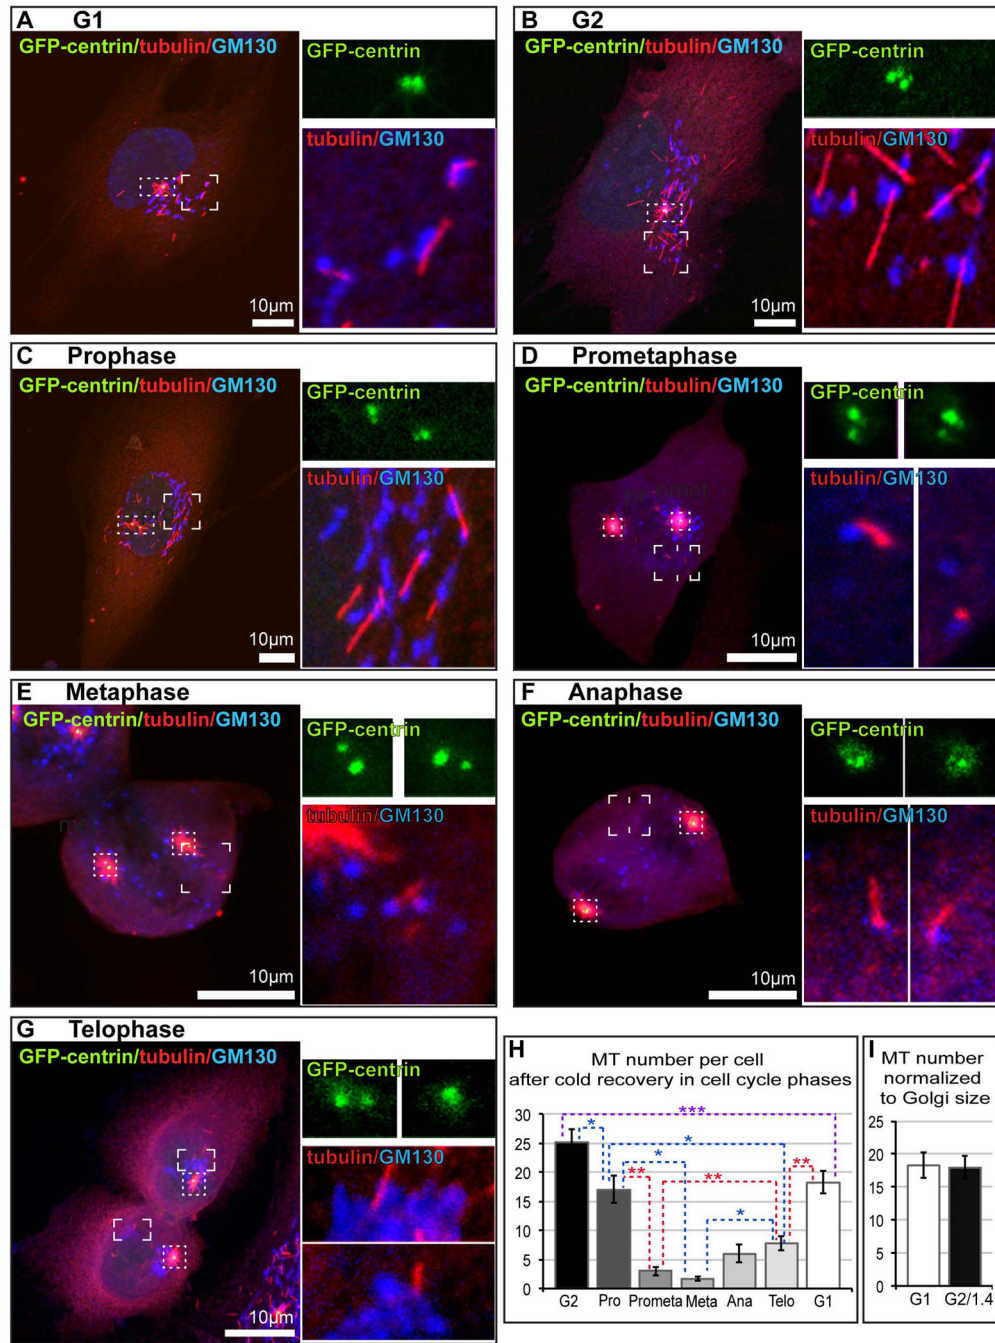 A G1
GFP-centrin/tubulin/GM130
GFP-centrin
tubulin/GM130
10µm
B G2
GFP-centrin/tubulin/GM130
GFP-centrin
tubulin/GM130
10µm
C Prophase
GFP-centrin/tubulin/GM130
GFP-centrin
tubulin/GM130
10µm
D Prometaphase
GFP-centrin/tubulin/GM130
GFP-centrin
tubulin/GM130
10µm
E Metaphase
GFP-centrin/tubulin/GM130
GFP-centrin
tubulin/GM130
10µm
F Anaphase
GFP-centrin/tubulin/GM130
GFP-centrin
tubulin/GM130
10µm
G Telophase
GFP-centrin/tubulin/GM130
GFP-centrin
tubulin/GM130
10µm
H
MT number per cell
after cold recovery in cell cycle phases
30
25
20
15
10
5
0
***
*
*
*
**
**
**
*
G2 Pro Prometa Meta Ana Telo G1
I MT number
normalized
to Golgi size
25
20
15
10
5
0
G1 G2/1.4